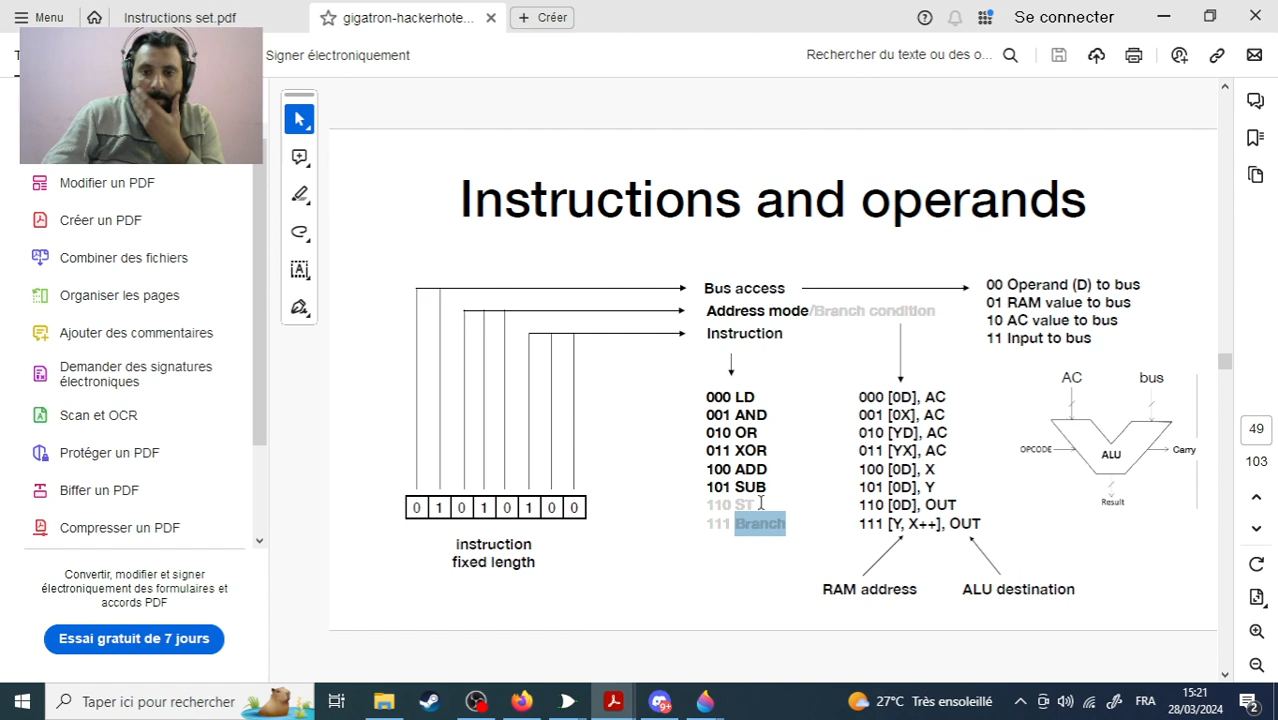 Menu
Instructions set.pdf
gigatron-hackerhote...
Créer
Se connecter
Signer électroniquement
Rechercher du texte ou des o...
Modifier un PDF
Créer un PDF
Combiner des fichiers
Organiser les pages
Ajouter des commentaires
Demander des signatures
électroniques
Scan et OCR
Protéger un PDF
Biffer un PDF
Compresser un PDF
Convertir, modifier et signer
électroniquement des formulaires et
accords PDF
Essai gratuit de 7 jours
Instructions and operands
Bus access
Address mode/Branch condition
Instruction
00 Operand (D) to bus
01 RAM value to bus
10 AC value to bus
11 Input to bus
000 LD
001 AND
010 OR
011 XOR
100 ADD
101 SUB
110 ST
111 Branch
000 [0D], AC
001 [0X], AC
010 [YD], AC
011 [YX], AC
100 [0D], X
101 [0D], Y
110 [0D], OUT
111 [Y, X++], OUT
AC bus
OPCODE ALU Carry
Result
0 1 0 1 0 1 0 0
instruction
fixed length
RAM address
ALU destination
49
103
Taper ici pour rechercher
9+
27°C Très ensoleillé
FRA
15:21
28/03/2024
2